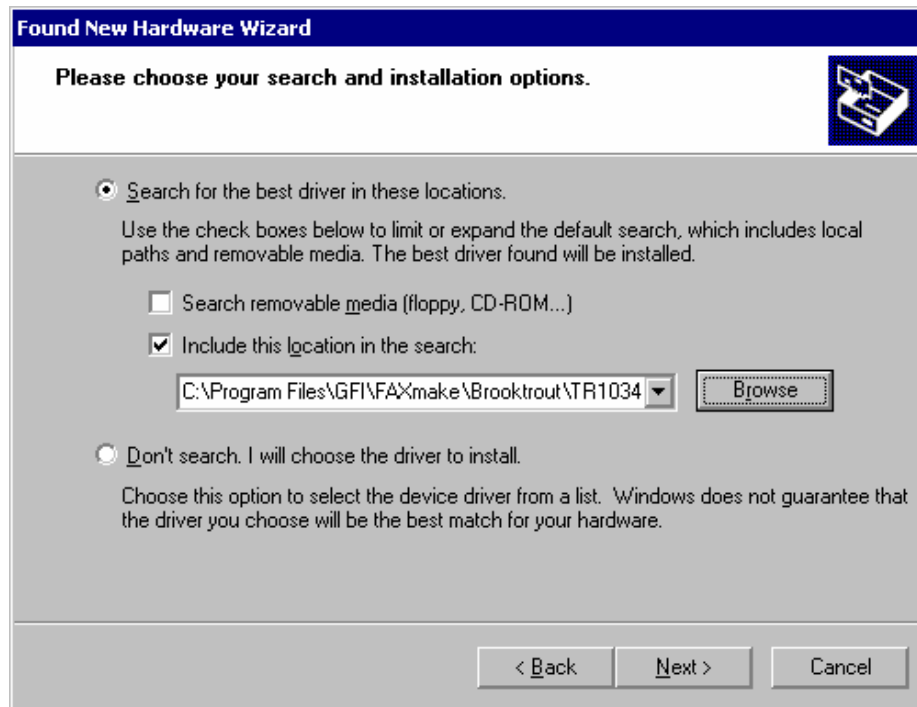 Found New Hardware Wizard
Please choose your search and installation options.
Search for the best driver in these locations.
Use the check boxes below to limit or expand the default search, which includes local
paths and removable media. The best driver found will be installed.
Search removable media (floppy, CD-ROM...)
Include this location in the search:
C:\Program Files\GFI\FAXmake\Brooktrout\TR1034
Browse
Don't search. I will choose the driver to install.
Choose this option to select the device driver from a list. Windows does not guarantee that
the driver you choose will be the best match for your hardware.
< Back
Next >
Cancel